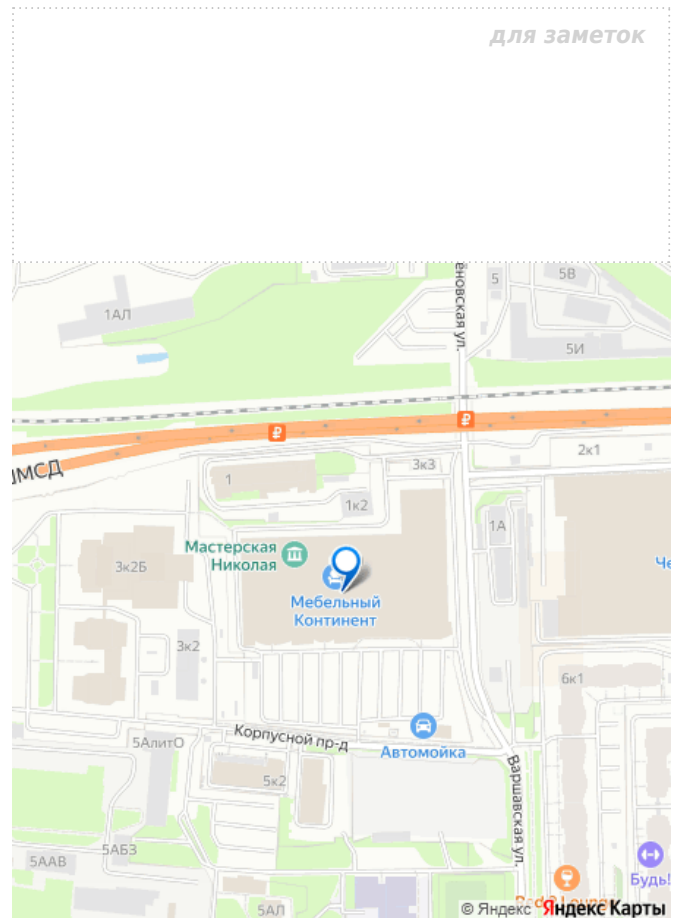 для заметок
5
5В
1АЛ
5И
2к1
3к3
1
1к2
1А
Мастерская
Николая
3к2Б
Мебельный
Континент
3к2
6к1
Корпусной пр-д
5АлитО
Автомойка
5к2
Варшавская ул.
5АБЗ
5ААВ
Будь!
5АЛ
© Яндекс Яндекс Карты